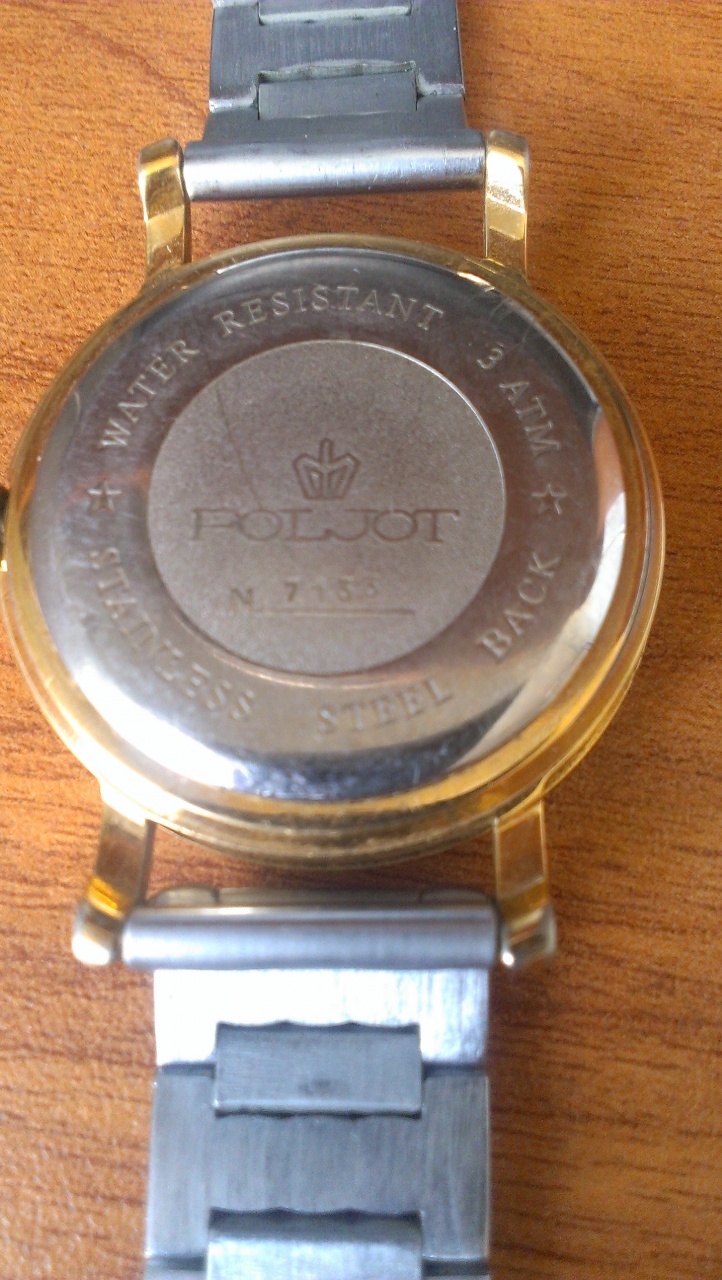 WATER RESISTANT 3 ATM
POLJOT
N
STAINLESS STEEL BACK